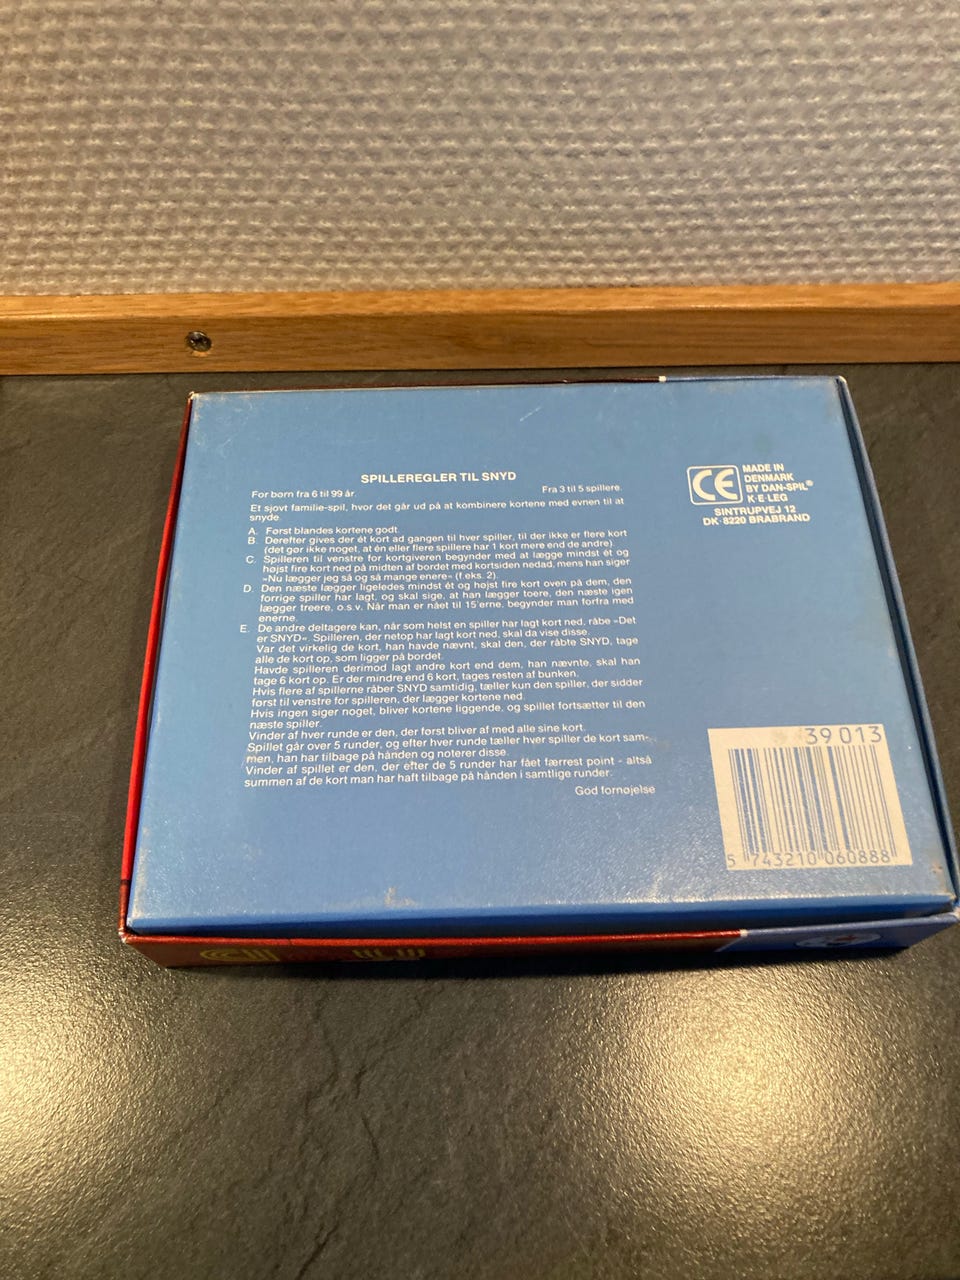 SPILLEREGLER TIL SNYD
For børn fra 6 til 99 år. Fra 3 til 5 spillere.
Et sjovt familie-spil, hvor det går ud på at kombinere kortene med evnen til at
snyde.
A. Først blandes kortene godt.
B. Derefter gives der ét kort ad gangen til hver spiller, til der ikke er flere kort
(det gør ikke noget, at én eller flere spillere har 1 kort mere end de andre).
C. Spilleren til venstre for kortgiveren begynder med at lægge mindst ét og
højst fire kort ned på midten af bordet med kortsiden nedad, mens han siger
»Nu lægger jeg så og så mange enere« (f.eks. 2).
D. Den næste lægger ligeledes mindst ét og højst fire kort oven på dem, den
forrige spiller har lagt, og skal sige, at han lægger toere, den næste igen
lægger treere, o.s.v. Når man er nået til 15'erne, begynder man forfra med
enerne.
E. De andre deltagere kan, når som helst en spiller har lagt kort ned, råbe »Det
er SNYD«. Spilleren, der netop har lagt kort ned, skal da vise disse.
Var det virkelig de kort, han havde nævnt, skal den, der råbte SNYD, tage
alle de kort op, som ligger på bordet.
Havde spilleren derimod lagt andre kort end dem, han nævnte, skal han
tage 6 kort op. Er der mindre end 6 kort, tages resten af bunken.
Hvis flere af spillerne råber SNYD samtidig, tæller kun den spiller, der sidder
først til venstre for spilleren, der lægger kortene ned.
Hvis ingen siger noget, bliver kortene liggende, og spillet fortsætter til den
næste spiller.
Vinder af hver runde er den, der først bliver af med alle sine kort.
Spillet går over 5 runder, og efter hver runde tæller hver spiller de kort sam-
men, han har tilbage på hånden og noterer disse.
Vinder af spillet er den, der efter de 5 runder har fået færrest point - altså
summen af de kort man har haft tilbage på hånden i samtlige runder.
God fornøjelse
CE
MADE IN
DENMARK
BY DAN-SPIL®
K·E·LEG
SINTRUPVEJ 12
DK-8220 BRABRAND
39 013
5 743210 060888